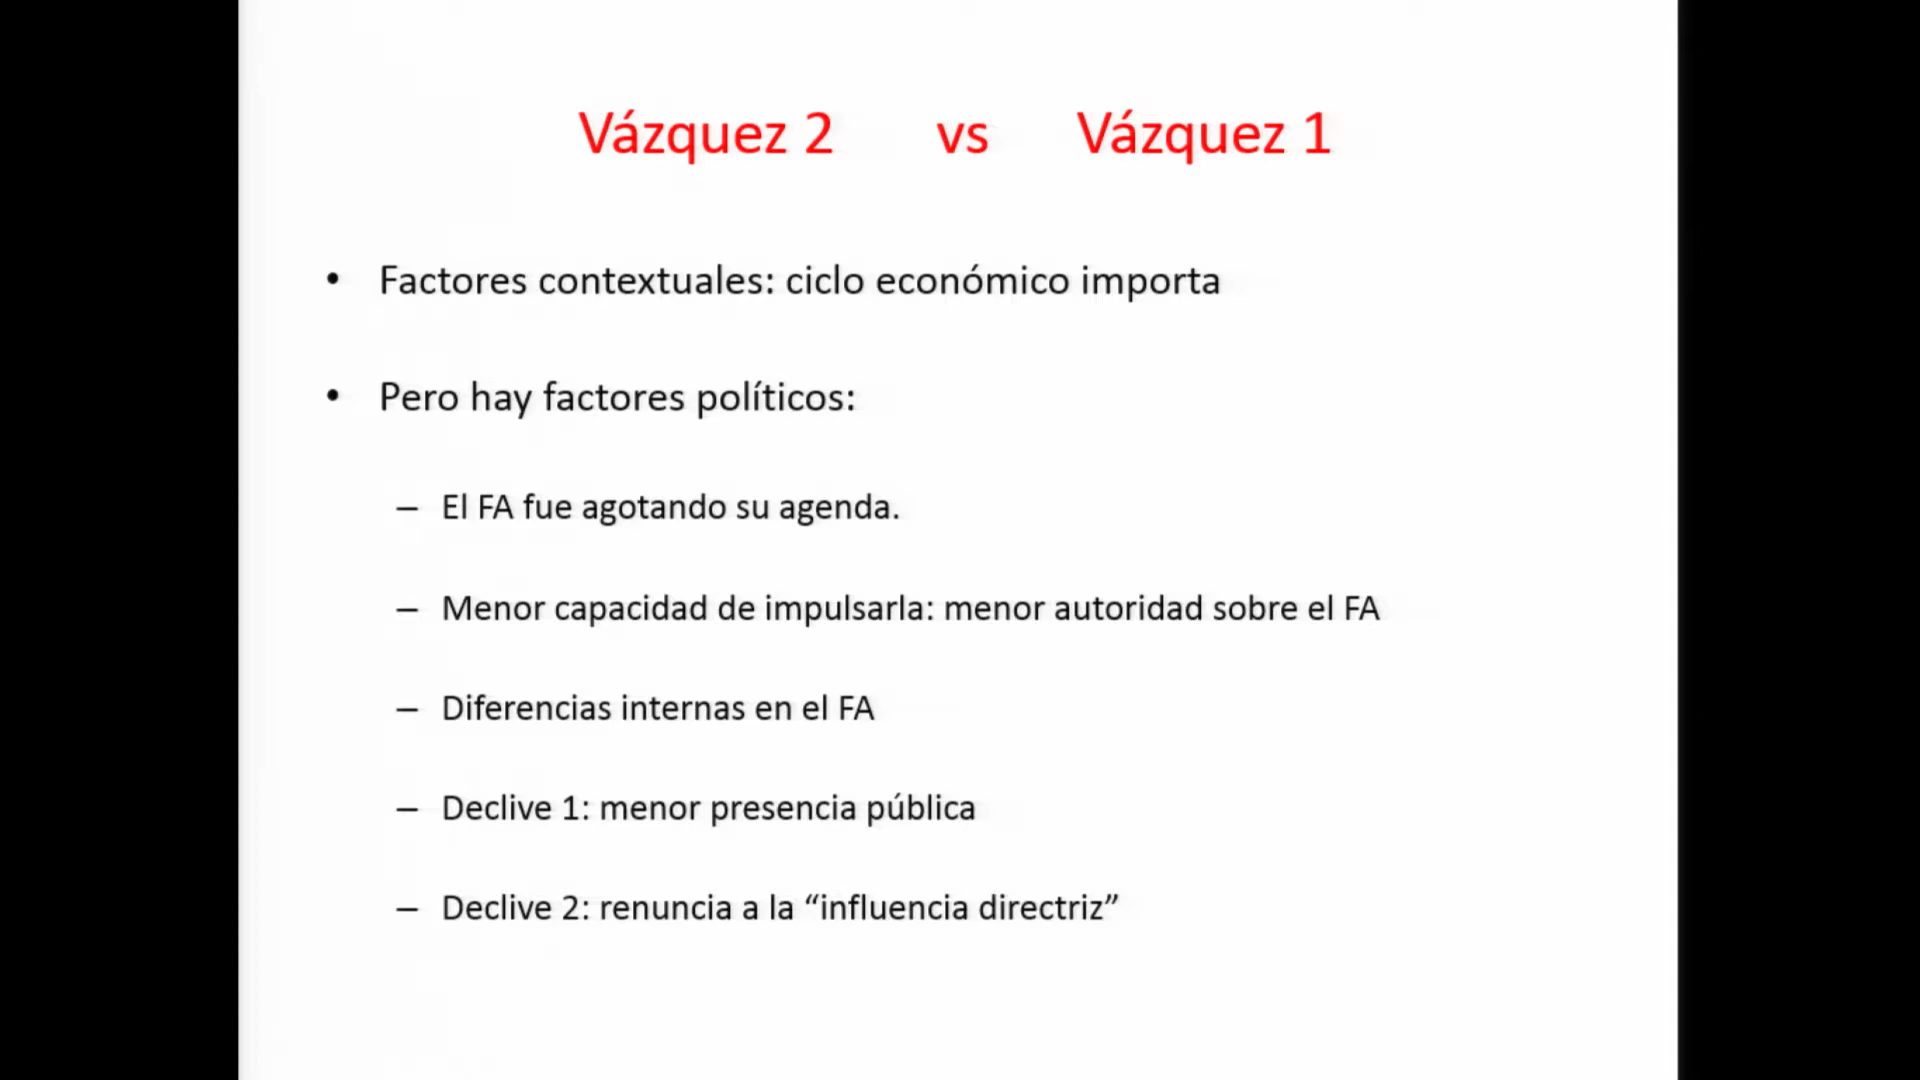 Vázquez 2 vs Vázquez 1
• Factores contextuales: ciclo económico importa
• Pero hay factores políticos:
– El FA fue agotando su agenda.
– Menor capacidad de impulsarla: menor autoridad sobre el FA
– Diferencias internas en el FA
– Declive 1: menor presencia pública
– Declive 2: renuncia a la “influencia directriz”